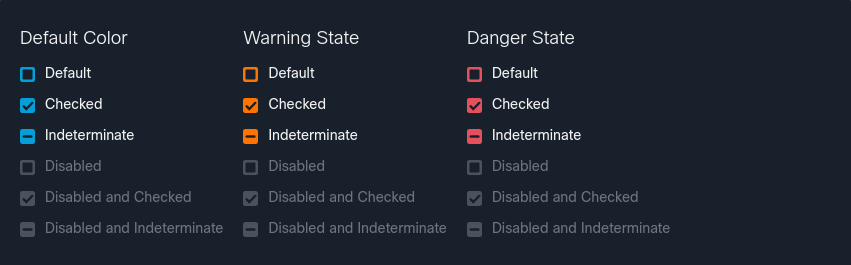 Default Color
Default
Checked
Indeterminate
Disabled
Disabled and Checked
Disabled and Indeterminate
Warning State
Default
Checked
Indeterminate
Disabled
Disabled and Checked
Disabled and Indeterminate
Danger State
Default
Checked
Indeterminate
Disabled
Disabled and Checked
Disabled and Indeterminate